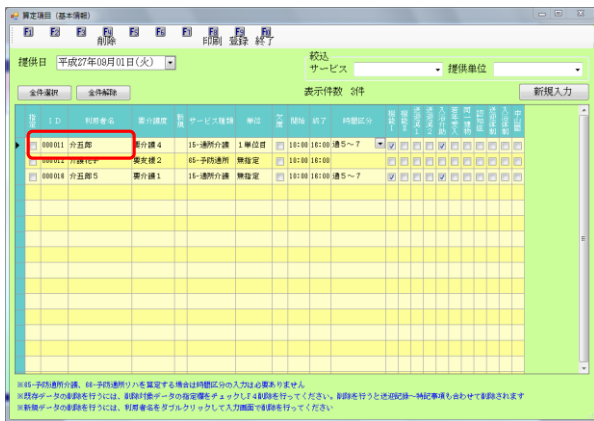 算定項目 (基本情報)
F1 F2 F3 F4 F5 F6 F1 F8 F9 F0
削除 印刷 登録 終了
提供日 平成27年09月01日(火)
絞込
サービス 提供単位
全件選択 全件解除 表示件数 3件 新規入力
指定 ID 利用者名 要介護度 新規 サービス種類 単位 欠席 開始 終了 時間区分
000011 介五郎 要介護4 15-通所介護 1単位目 10:00 16:00 通5～7
000012 介護花子 要支援2 65-予防通所 無指定 10:00 16:00
000018 介五郎5 要介護1 15-通所介護 無指定 10:00 16:00 通5～7
※65-予防通所介護、66-予防通所リハを算定する場合は時間区分の入力は必要ありません
※既存データの削除を行うには、削除対象データの指定欄をチェックしF4削除を行ってください。削除を行うと送迎記録～特記事項も合わせて削除されます
※新規データの削除を行うには、利用者名をダブルクリックして入力画面で削除を行ってください